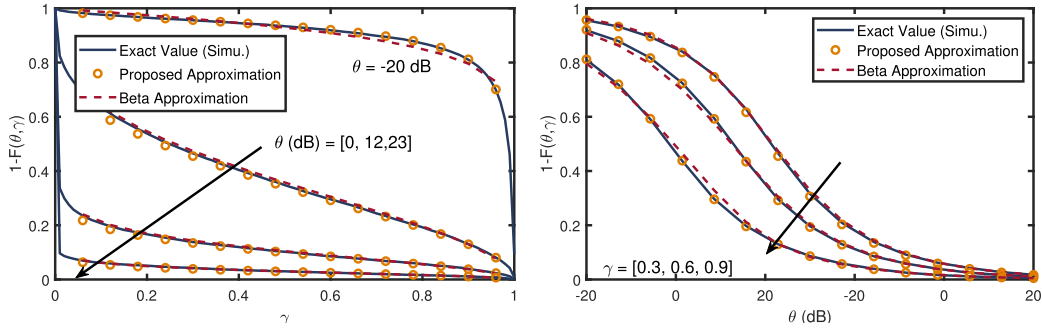 1
0.8
0.6
0.4
0.2
0
1-F(θ,γ)
Exact Value (Simu.)
Proposed Approximation
Beta Approximation
θ = -20 dB
θ (dB) = [0, 12,23]
0 0.2 0.4 0.6 0.8 1
γ
1
0.8
0.6
0.4
0.2
0
1-F(θ,γ)
Exact Value (Simu.)
Proposed Approximation
Beta Approximation
γ = [0.3, 0.6, 0.9]
-20 0 20 -20 0 20
θ (dB)